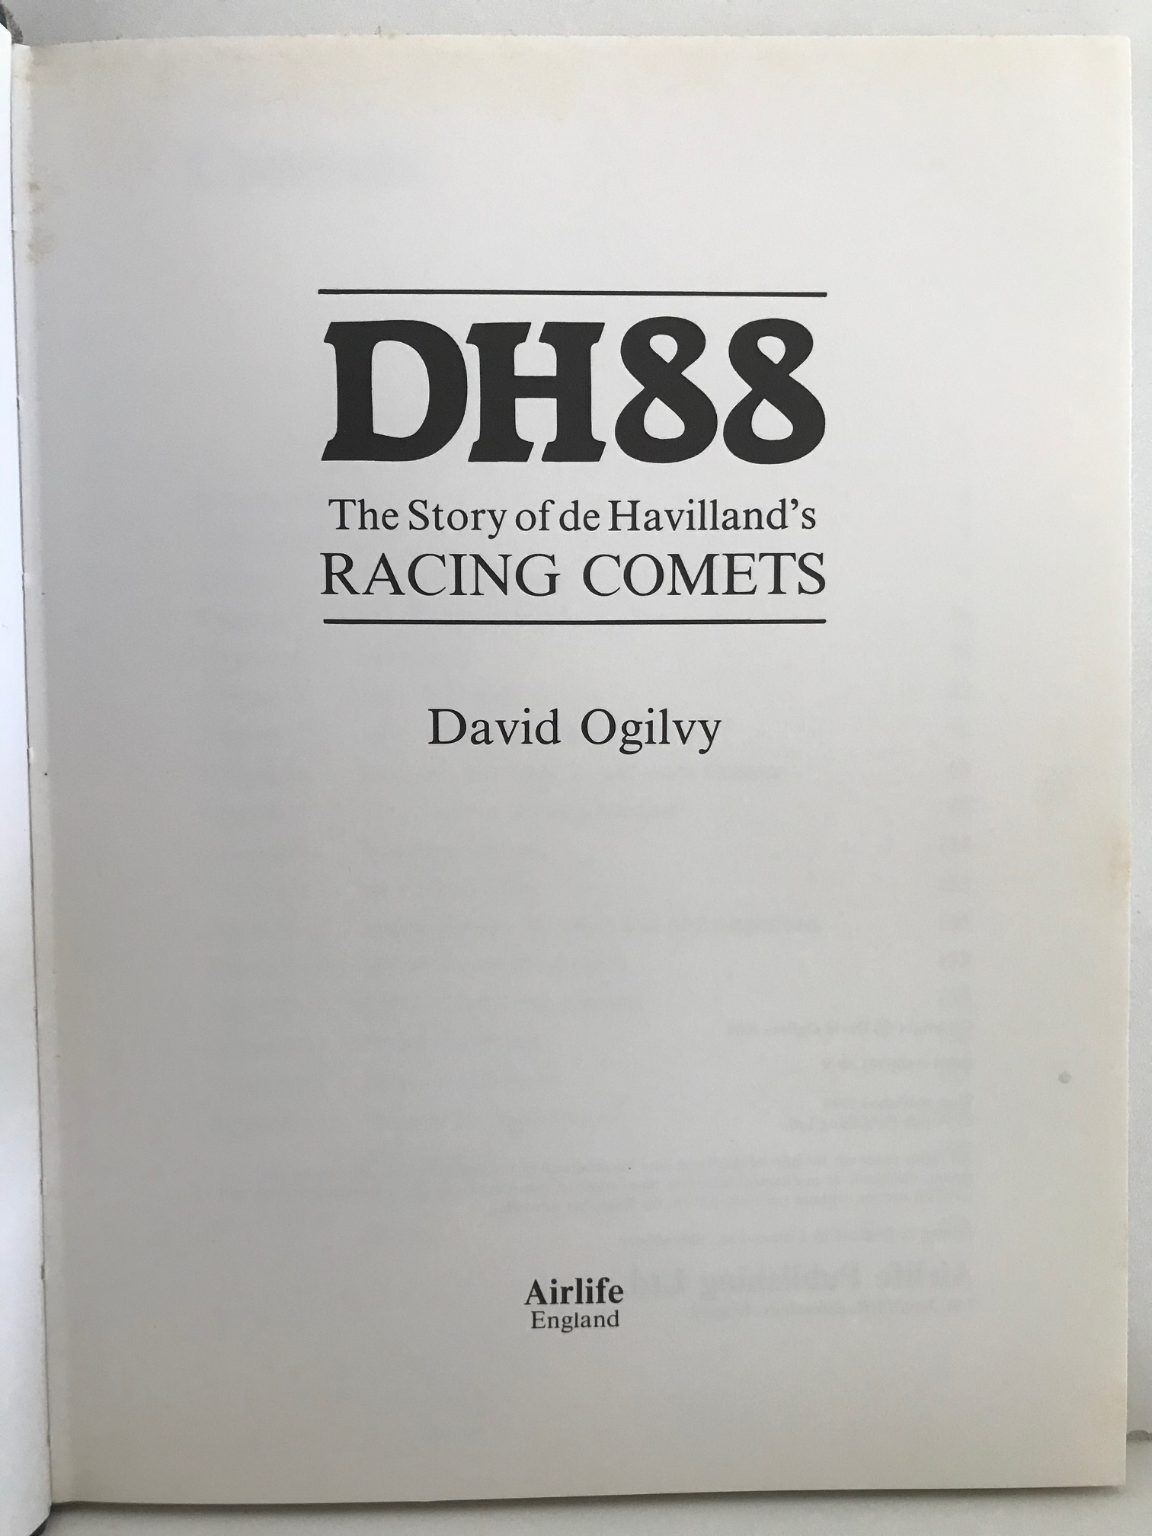 DH88
The Story of de Havilland's
RACING COMETS
David Ogilvy
Airlife
England